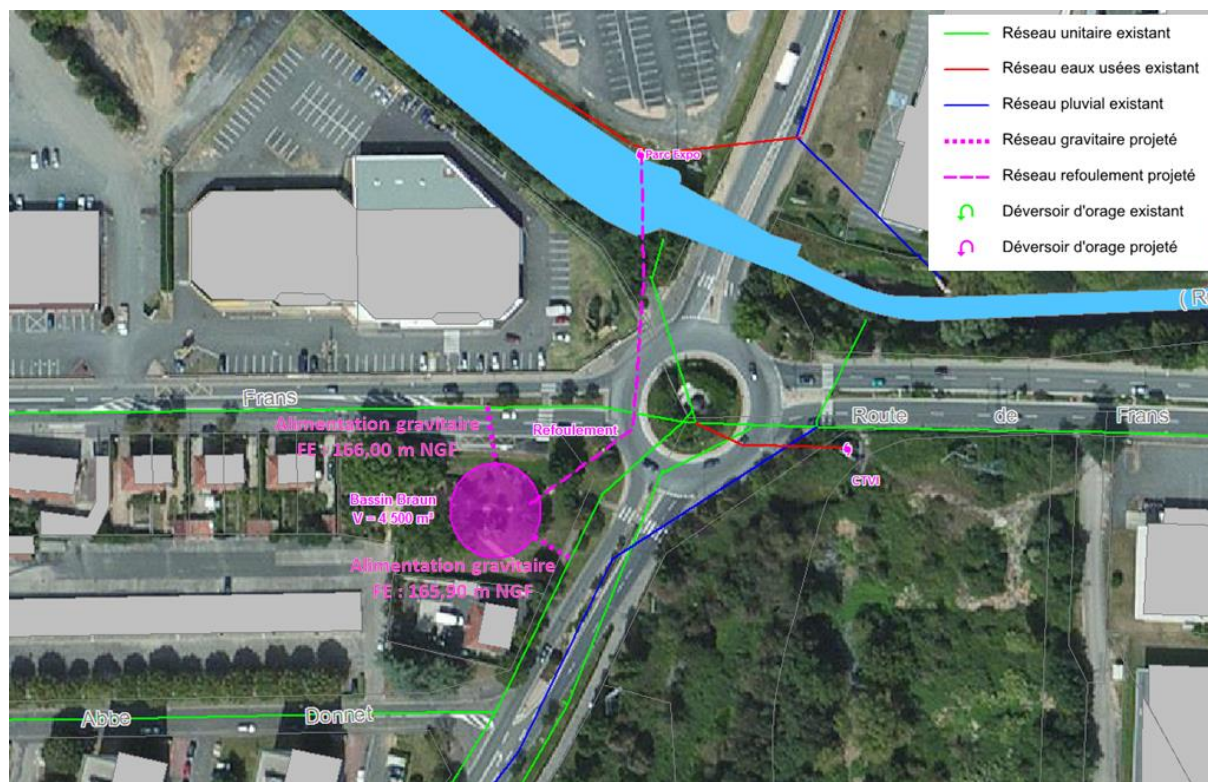 Réseau unitaire existant
Réseau eaux usées existant
Réseau pluvial existant
Réseau gravitaire projeté
Réseau refoulement projeté
Déversoir d'orage existant
Déversoir d'orage projeté
Parc Expo
( R
Frans
Route de Frans
Alimentation gravitaire
FE : 166,00 m NGF
Refoulement
CTVI
Bassin Braun
V = 4 500 m³
Alimentation gravitaire
FE : 165,90 m NGF
Abbe Donnet